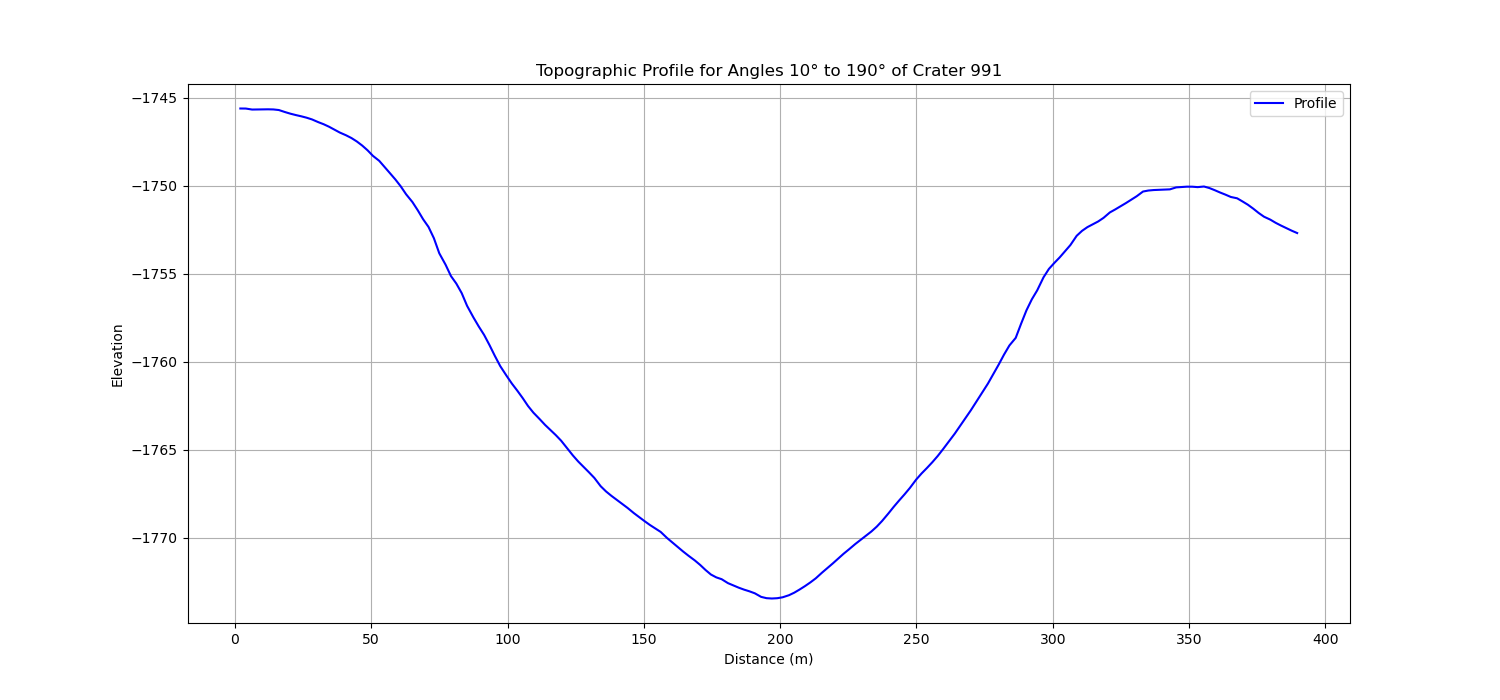 Topographic Profile for Angles 10° to 190° of Crater 991
Profile
Elevation
−1745
−1750
−1755
−1760
−1765
−1770
0 50 100 150 200 250 300 350 400
Distance (m)